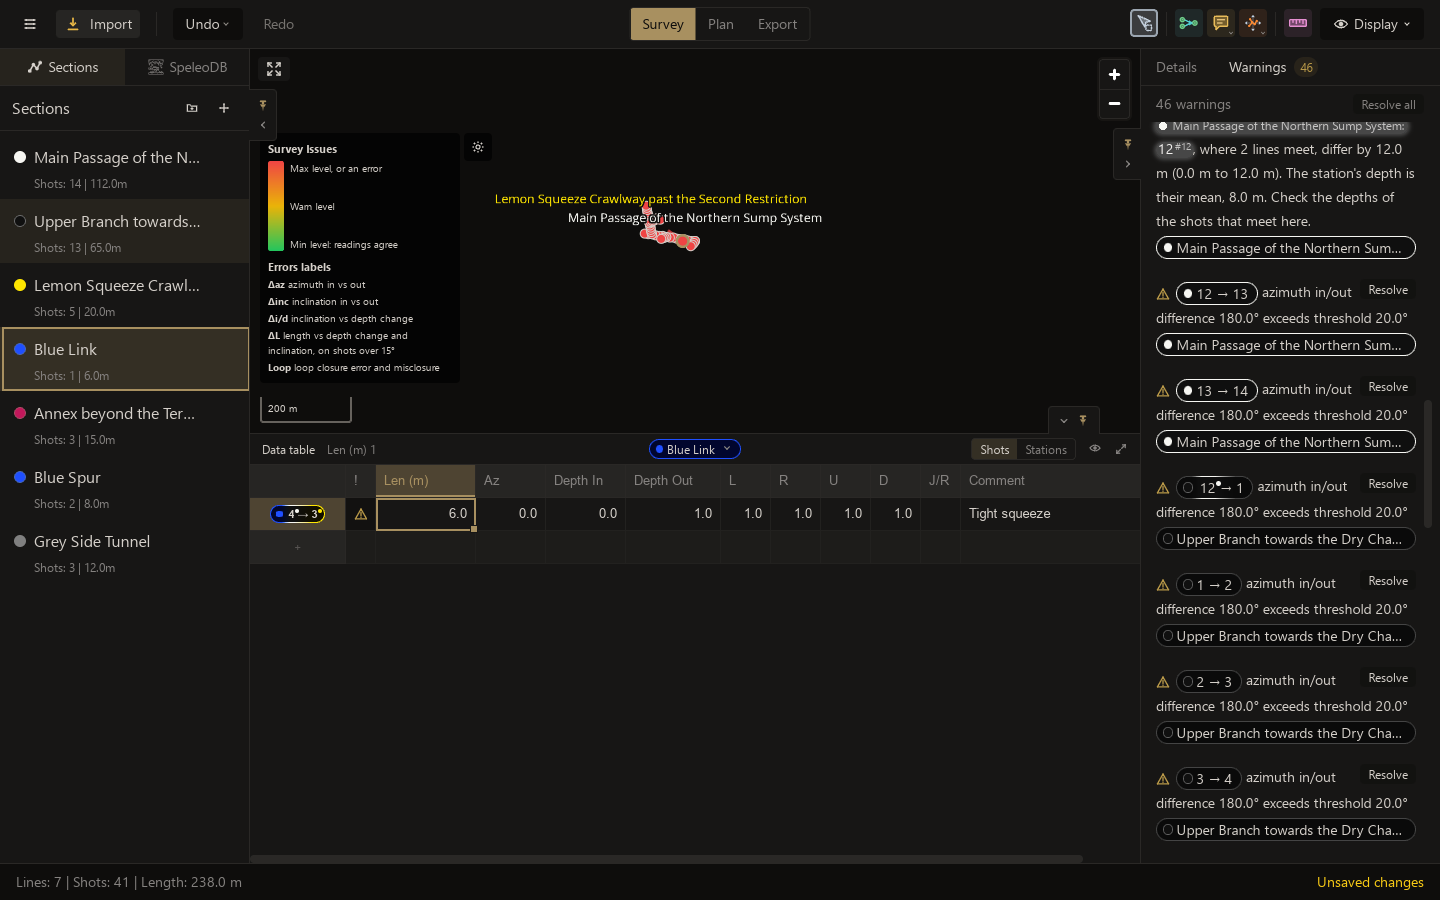 Import
Undo
Redo
Survey
Plan
Export
Display
Sections
SpeleoDB
Sections
Main Passage of the N...
Shots: 14 | 112.0m
Upper Branch towards...
Shots: 13 | 65.0m
Lemon Squeeze Crawl...
Shots: 5 | 20.0m
Blue Link
Shots: 1 | 6.0m
Annex beyond the Ter...
Shots: 3 | 15.0m
Blue Spur
Shots: 2 | 8.0m
Grey Side Tunnel
Shots: 3 | 12.0m
Survey Issues
Max level, or an error
Warn level
Min level: readings agree
Errors labels
Δaz azimuth in vs out
Δinc inclination in vs out
Δi/d inclination vs depth change
ΔL length vs depth change and
inclination, on shots over 15°
Loop loop closure error and misclosure
200 m
Lemon Squeeze Crawlway past the Second Restriction
Main Passage of the Northern Sump System
Data table Len (m) 1
Blue Link
Shots
Stations
! Len (m) Az Depth In Depth Out L R U D J/R Comment
4 → 3 6.0 0.0 0.0 1.0 1.0 1.0 1.0 1.0 Tight squeeze
+
Details
Warnings 46
46 warnings
Resolve all
Main Passage of the Northern Sump System:
12#12, where 2 lines meet, differ by 12.0
m (0.0 m to 12.0 m). The station's depth is
their mean, 8.0 m. Check the depths of
the shots that meet here.
Main Passage of the Northern Sum...
12 → 13 azimuth in/out Resolve
difference 180.0° exceeds threshold 20.0°
Main Passage of the Northern Sum...
13 → 14 azimuth in/out Resolve
difference 180.0° exceeds threshold 20.0°
Main Passage of the Northern Sum...
12 → 1 azimuth in/out Resolve
difference 180.0° exceeds threshold 20.0°
Upper Branch towards the Dry Cha...
1 → 2 azimuth in/out Resolve
difference 180.0° exceeds threshold 20.0°
Upper Branch towards the Dry Cha...
2 → 3 azimuth in/out Resolve
difference 180.0° exceeds threshold 20.0°
Upper Branch towards the Dry Cha...
3 → 4 azimuth in/out Resolve
difference 180.0° exceeds threshold 20.0°
Upper Branch towards the Dry Cha...
Lines: 7 | Shots: 41 | Length: 238.0 m
Unsaved changes